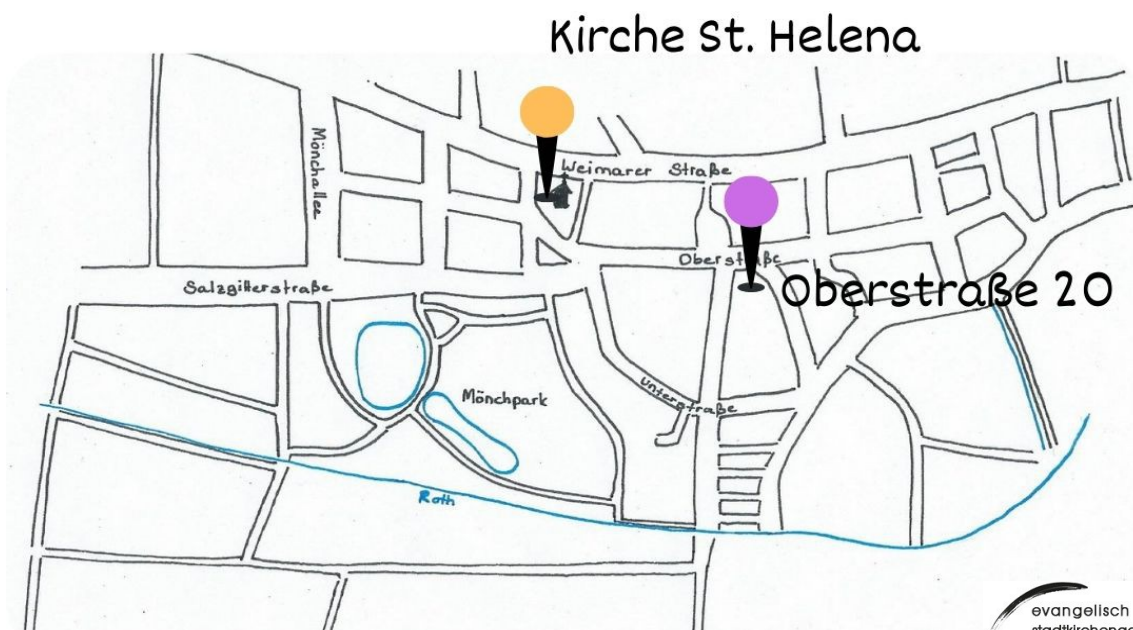 Kirche St. Helena
Mönchallee
Weimarer Straße
Oberstraße
Oberstraße 20
Salzgitterstraße
Mönchpark
Unterstraße
Roth
evangelisch